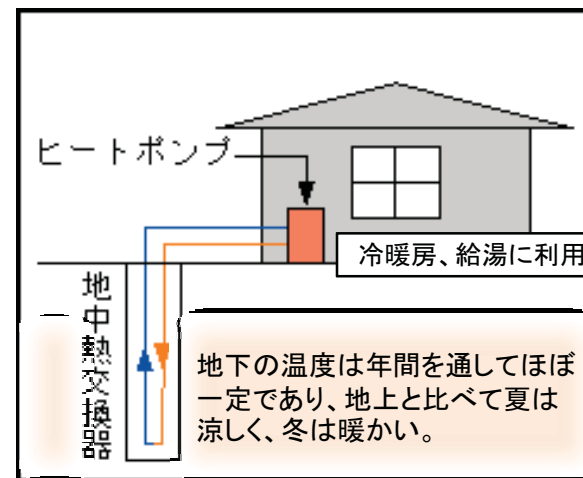 ヒートポンプ
冷暖房、給湯に利用
地中熱交換器
地下の温度は年間を通してほぼ
一定であり、地上と比べて夏は
涼しく、冬は暖かい。